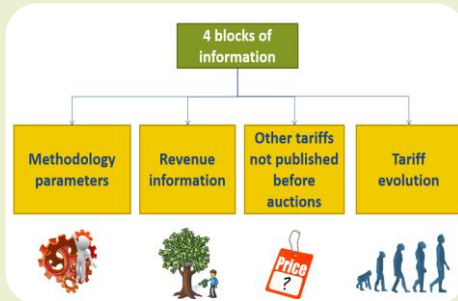 4 blocks of
information
Methodology
parameters
Revenue
information
Other tariffs
not published
before
auctions
Tariff
evolution
Price
?